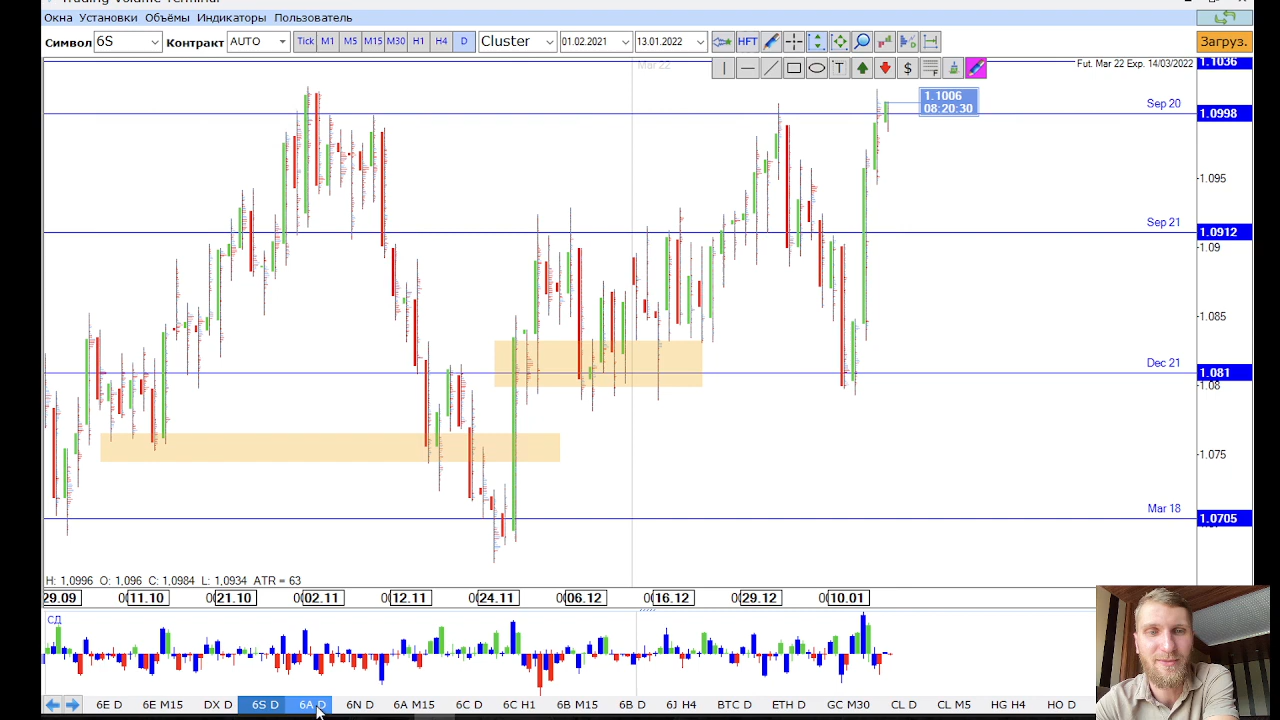 Trading Volume Terminal
Окна Установки Объёмы Индикаторы Пользователь
Символ 6S Контракт AUTO Tick M1 M5 M15 M30 H1 H4 D Cluster 01.02.2021 13.01.2022 HFT Загруз.
T $ F
Mar 22 Fut. Mar 22 Exp. 14/03/2022 1.1036
1.1006
08:20:30
Sep 20 1.0998
1.095
Sep 21 1.0912
1.09
1.085
Dec 21 1.081
1.08
1.075
Mar 18 1.0705
H: 1,0996 O: 1,096 C: 1,0984 L: 1,0934 ATR = 63
29.09 11.10 21.10 02.11 12.11 24.11 06.12 16.12 29.12 10.01
СД
6E D 6E M15 DX D 6S D 6A D 6N D 6A M15 6C D 6C H1 6B M15 6B D 6J H4 BTC D ETH D GC M30 CL D CL M5 HG H4 HO D